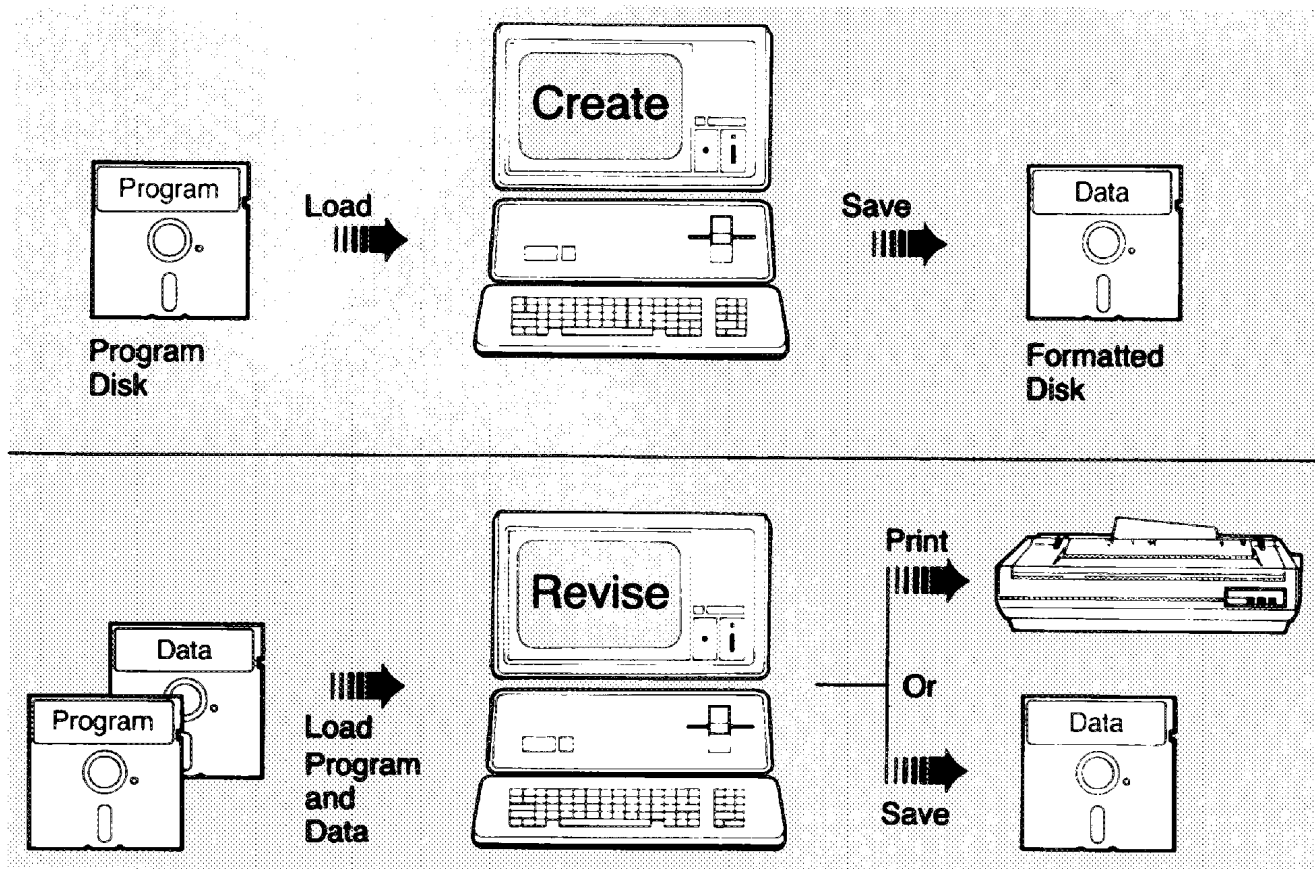 Create
Program
Load
Save
Data
Program
Disk
Formatted
Disk
Revise
Print
Data
Program
Load
Program
and
Data
Or
Data
Save